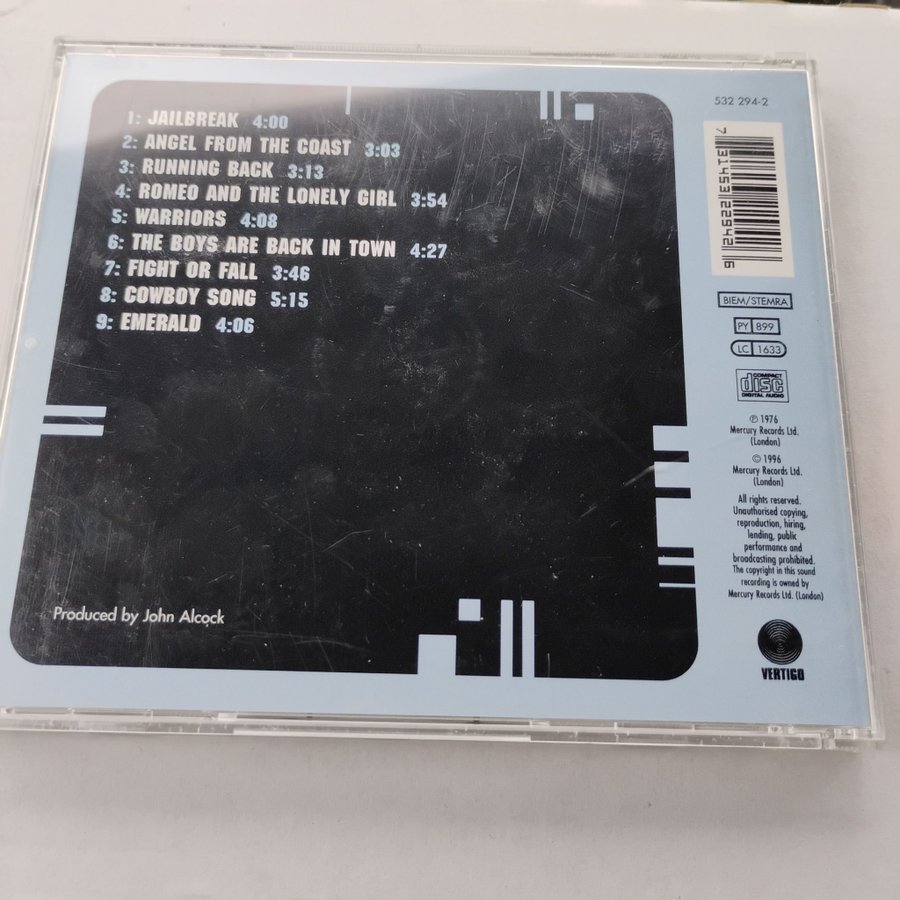 1: JAILBREAK 4:00
2: ANGEL FROM THE COAST 3:03
3: RUNNING BACK 3:13
4: ROMEO AND THE LONELY GIRL 3:54
5: WARRIORS 4:08
6: THE BOYS ARE BACK IN TOWN 4:27
7: FIGHT OR FALL 3:46
8: COWBOY SONG 5:15
9: EMERALD 4:06
Produced by John Alcock
532 294-2
7 31453 22942 6
BIEM/STEMRA
PY 899
LC 1633
COMPACT
disc
DIGITAL AUDIO
℗ 1976
Mercury Records Ltd.
(London)
© 1996
Mercury Records Ltd.
(London)
All rights reserved.
Unauthorised copying,
reproduction, hiring,
lending, public
performance and
broadcasting prohibited.
The copyright in this sound
recording is owned by
Mercury Records Ltd. (London)
VERTIGO